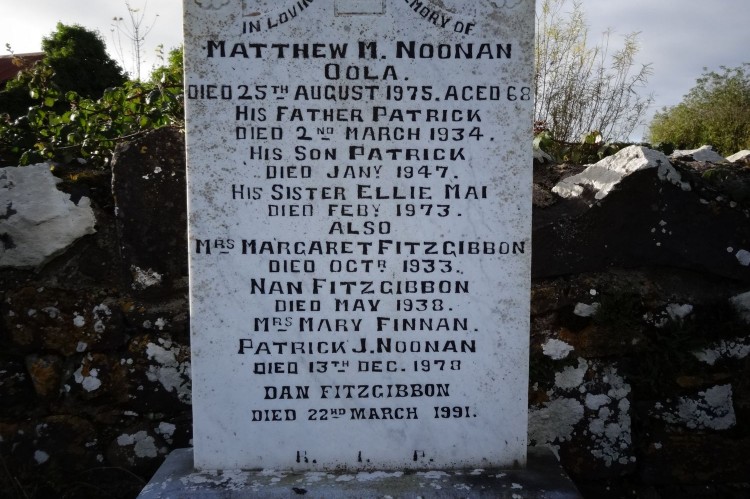 IN LOVING MEMORY OF
MATTHEW M. NOONAN
OOLA.
DIED 25TH AUGUST 1975. AGED 68
HIS FATHER PATRICK
DIED 2ND MARCH 1934.
HIS SON PATRICK
DIED JANY 1947.
HIS SISTER ELLIE MAI
DIED FEBY 1973.
ALSO
MRS MARGARET FITZGIBBON
DIED OCTR 1933.
NAN FITZGIBBON
DIED MAY 1938.
MRS MARY FINNAN.
PATRICK J. NOONAN
DIED 13TH DEC. 1978
DAN FITZGIBBON
DIED 22ND MARCH 1991.
R. I. P.